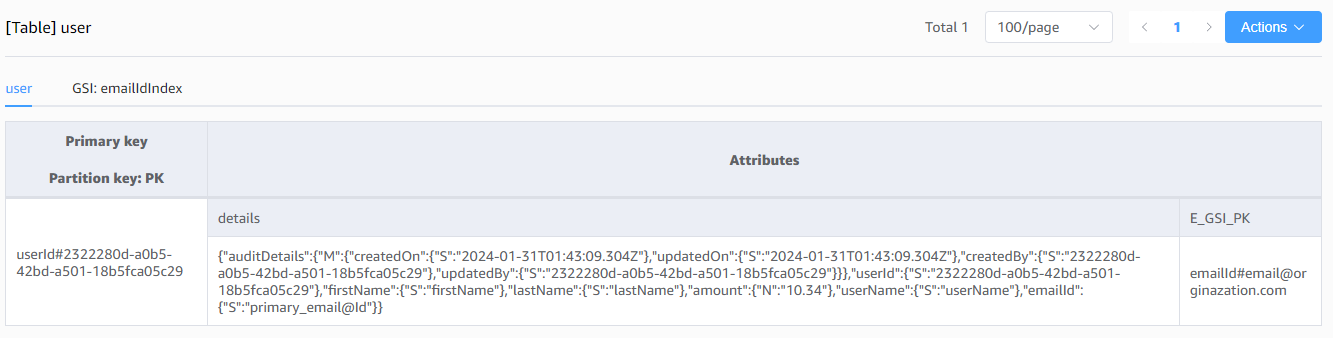 [Table] user
Total 1
100/page
1
Actions
user
GSI: emailIdIndex
Primary key
Partition key: PK
Attributes
details
E_GSI_PK
userId#2322280d-a0b5-
42bd-a501-18b5fca05c29
{"auditDetails":{"M":{"createdOn":{"S":"2024-01-31T01:43:09.304Z"},"updatedOn":{"S":"2024-01-31T01:43:09.304Z"},"createdBy":{"S":"2322280d-
a0b5-42bd-a501-18b5fca05c29"},"updatedBy":{"S":"2322280d-a0b5-42bd-a501-18b5fca05c29"}}},"userId":{"S":"2322280d-a0b5-42bd-a501-
18b5fca05c29"},"firstName":{"S":"firstName"},"lastName":{"S":"lastName"},"amount":{"N":"10.34"},"userName":{"S":"userName"},"emailId":
{"S":"primary_email@Id"}}
emailId#email@or
ginazation.com